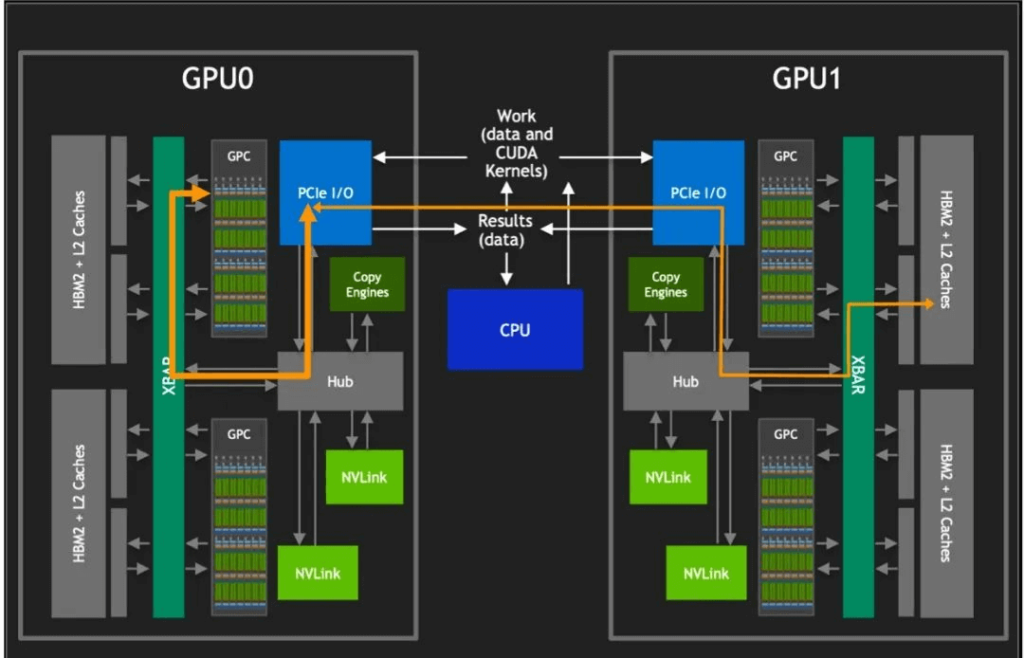 GPU0
GPU1
Work
(data and
CUDA
Kernels)
GPC
GPC
HBM2 + L2 Caches
PCIe I/O
PCIe I/O
HBM2 + L2 Caches
Results
(data)
Copy
Engines
Copy
Engines
CPU
XBAR
Hub
Hub
XBAR
GPC
GPC
HBM2 + L2 Caches
NVLink
NVLink
HBM2 + L2 Caches
NVLink
NVLink